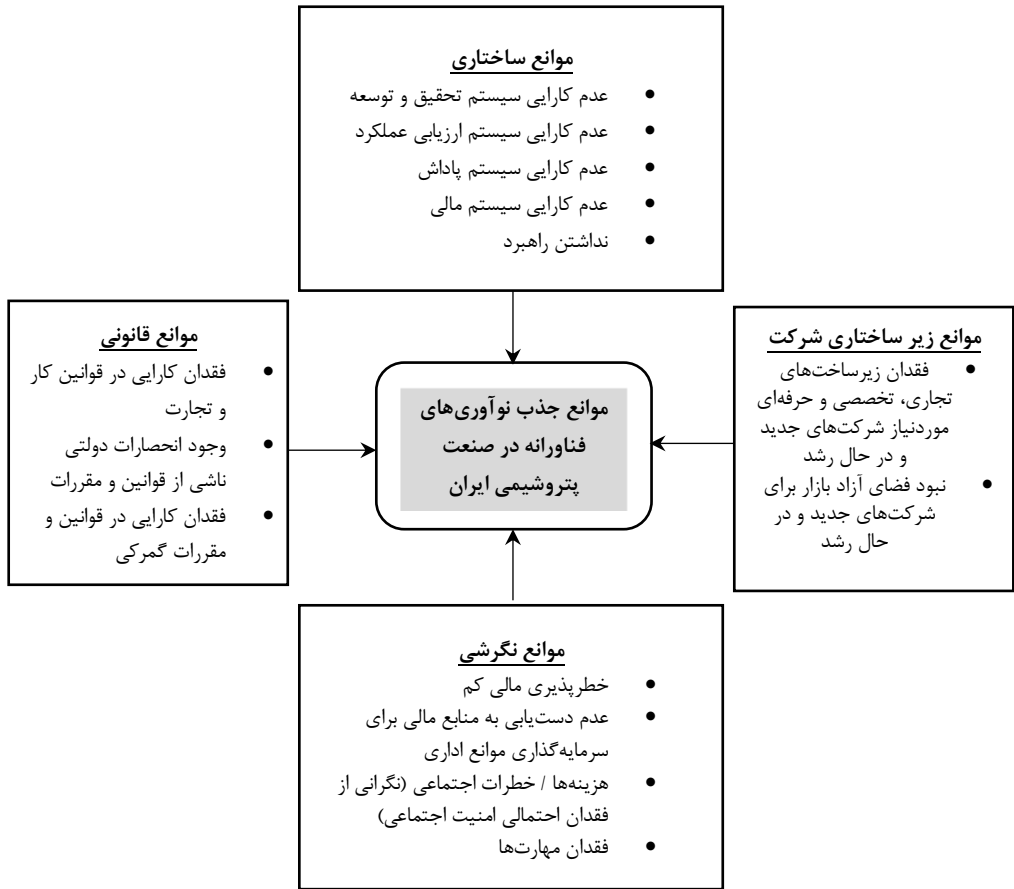 موانع ساختاری
• عدم کارایی سیستم تحقیق و توسعه
• عدم کارایی سیستم ارزیابی عملکرد
• عدم کارایی سیستم پاداش
• عدم کارایی سیستم مالی
• نداشتن راهبرد
موانع زیر ساختاری شرکت
• فقدان زیرساخت‌های
تجاری، تخصصی و حرفه‌ای
موردنیاز شرکت‌های جدید
و در حال رشد
• نبود فضای آزاد بازار برای
شرکت‌های جدید و در
حال رشد
موانع جذب نوآوری‌های
فناورانه در صنعت
پتروشیمی ایران
موانع قانونی
• فقدان کارایی در قوانین کار
و تجارت
• وجود انحصارات دولتی
ناشی از قوانین و مقررات
• فقدان کارایی در قوانین و
مقررات گمرکی
موانع نگرشی
• خطرپذیری مالی کم
• عدم دست‌یابی به منابع مالی برای
سرمایه‌گذاری موانع اداری
• هزینه‌ها / خطرات اجتماعی (نگرانی از
فقدان احتمالی امنیت اجتماعی)
• فقدان مهارت‌ها